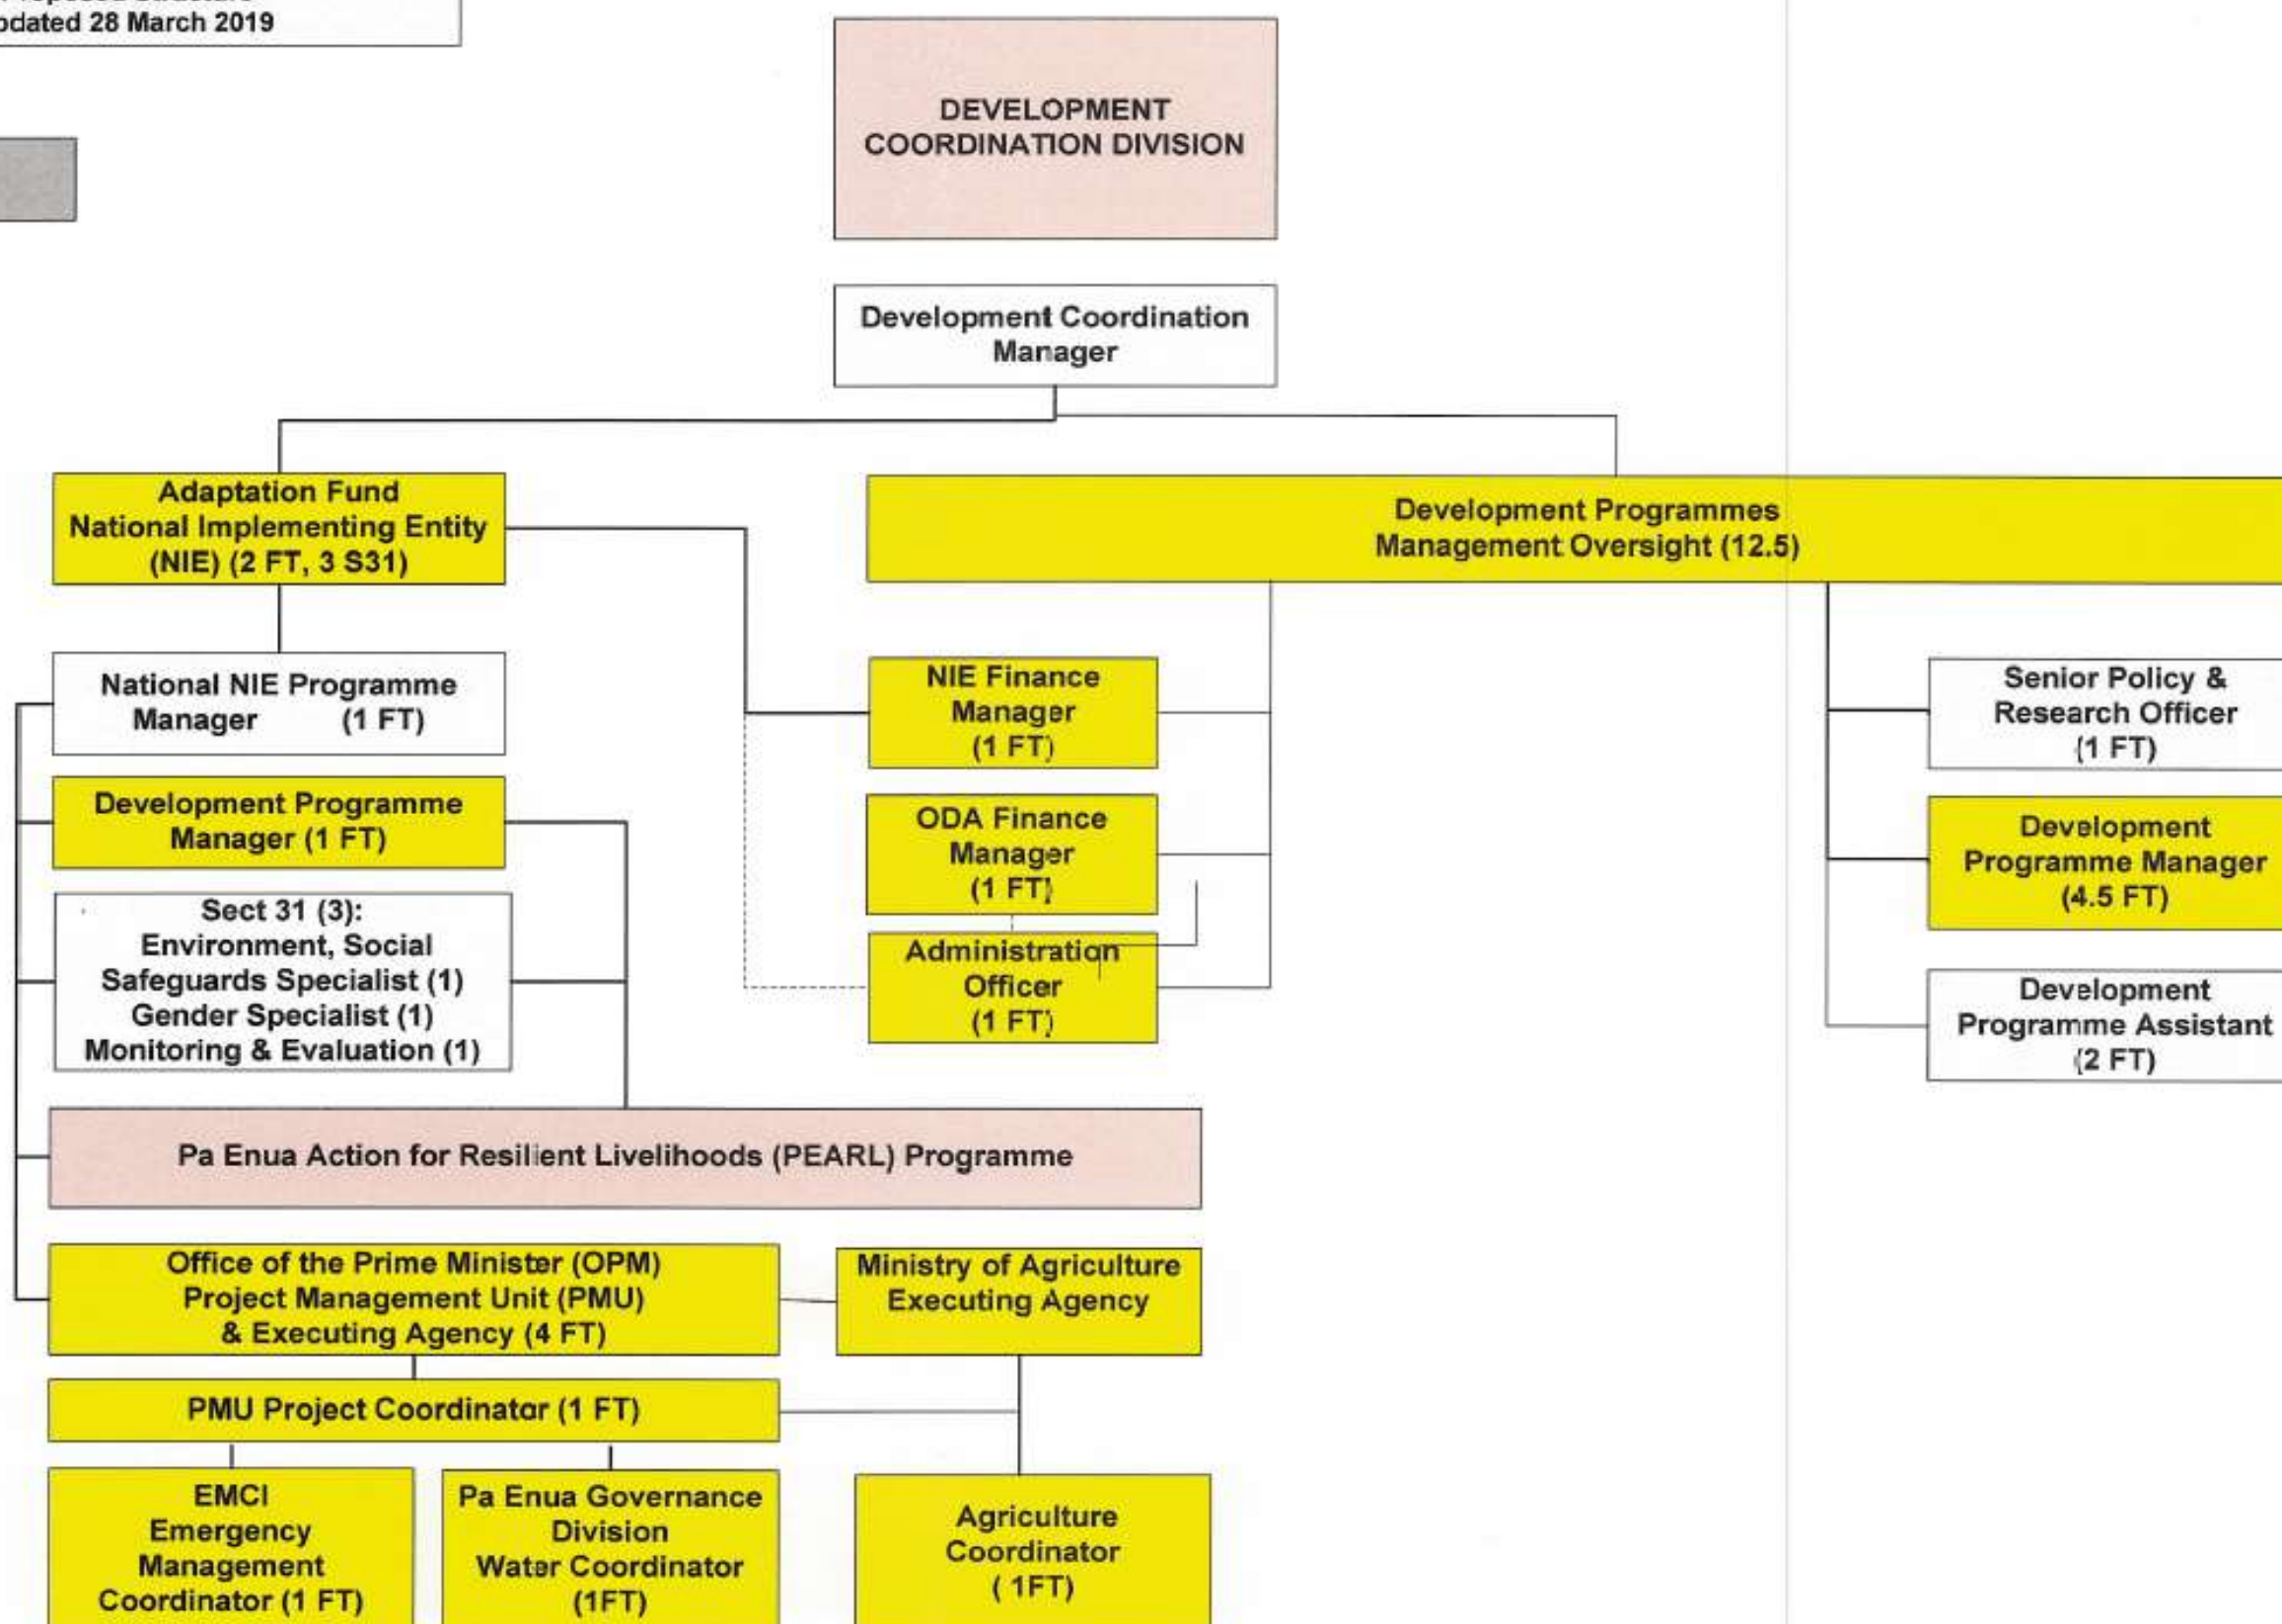 updated 28 March 2019
DEVELOPMENT
COORDINATION DIVISION
Development Coordination
Manager
Adaptation Fund
National Implementing Entity
(NIE) (2 FT, 3 S31)
Development Programmes
Management Oversight (12.5)
National NIE Programme
Manager (1 FT)
Development Programme
Manager (1 FT)
Sect 31 (3):
Environment, Social
Safeguards Specialist (1)
Gender Specialist (1)
Monitoring & Evaluation (1)
NIE Finance
Manager
(1 FT)
ODA Finance
Manager
(1 FT)
Administration
Officer
(1 FT)
Senior Policy &
Research Officer
(1 FT)
Development
Programme Manager
(4.5 FT)
Development
Programme Assistant
(2 FT)
Pa Enua Action for Resilient Livelihoods (PEARL) Programme
Office of the Prime Minister (OPM)
Project Management Unit (PMU)
& Executing Agency (4 FT)
Ministry of Agriculture
Executing Agency
PMU Project Coordinator (1 FT)
EMCI
Emergency
Management
Coordinator (1 FT)
Pa Enua Governance
Division
Water Coordinator
(1FT)
Agriculture
Coordinator
( 1FT)